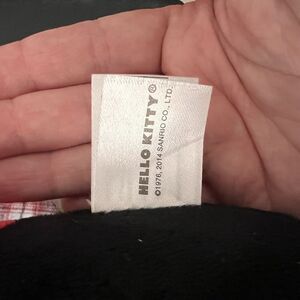 HELLO KITTY®
©1976, 2014 SANRIO CO., LTD.